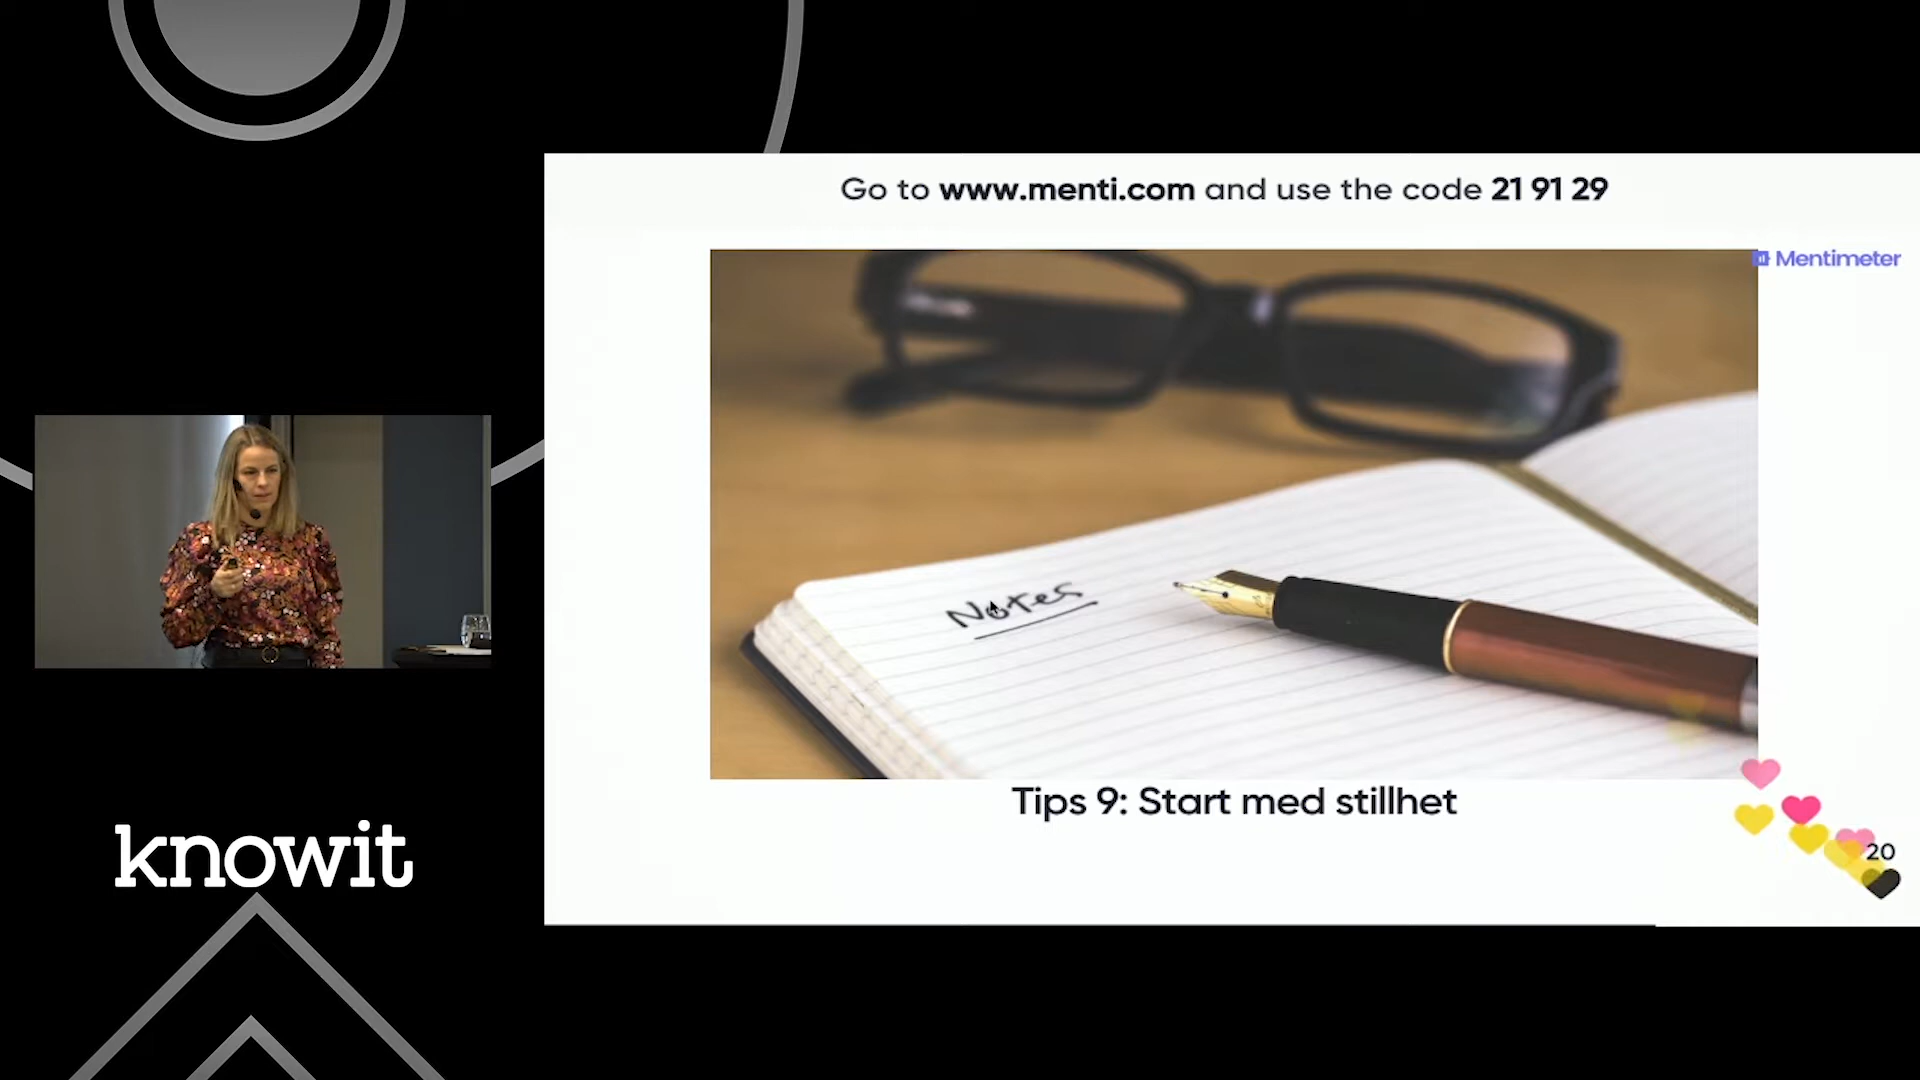 Go to www.menti.com and use the code 21 91 29
Mentimeter
Notes
Tips 9: Start med stillhet
20
knowit